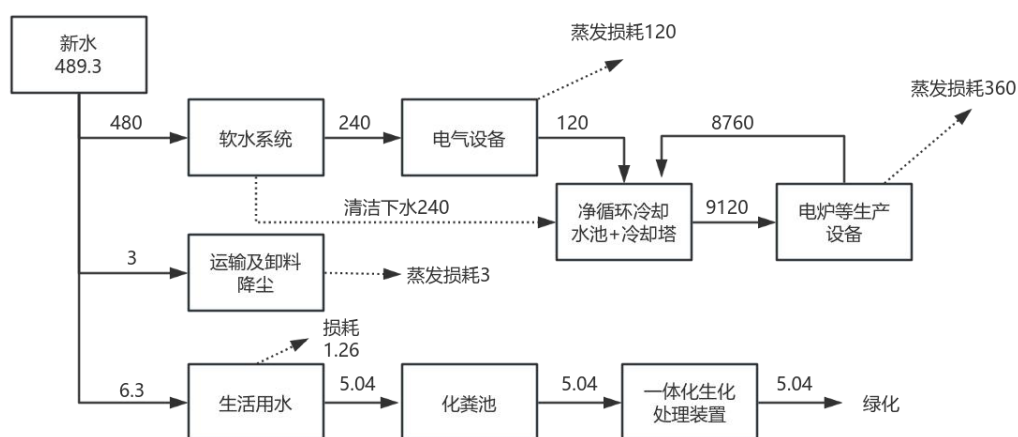 新水
489.3
蒸发损耗120
蒸发损耗360
480
软水系统
240
电气设备
120
8760
清洁下水240
净循环冷却
水池+冷却塔
9120
电炉等生产
设备
3
运输及卸料
降尘
蒸发损耗3
损耗
1.26
6.3
生活用水
5.04
化粪池
5.04
一体化生化
处理装置
5.04
绿化